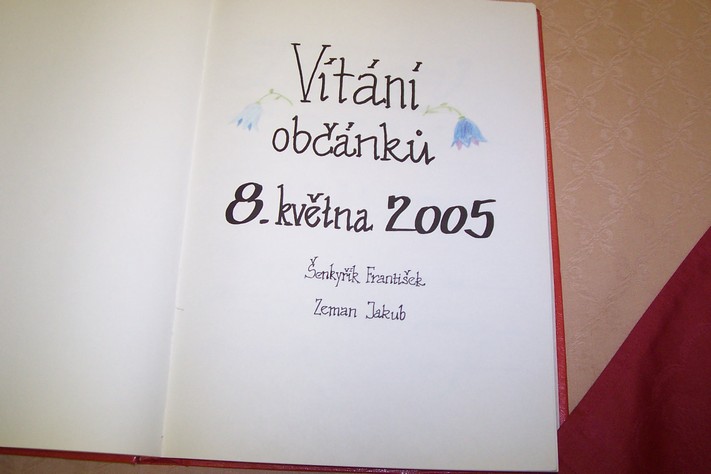 Vítání
občánků
8. května 2005
Šenkyřík František
Zeman Jakub